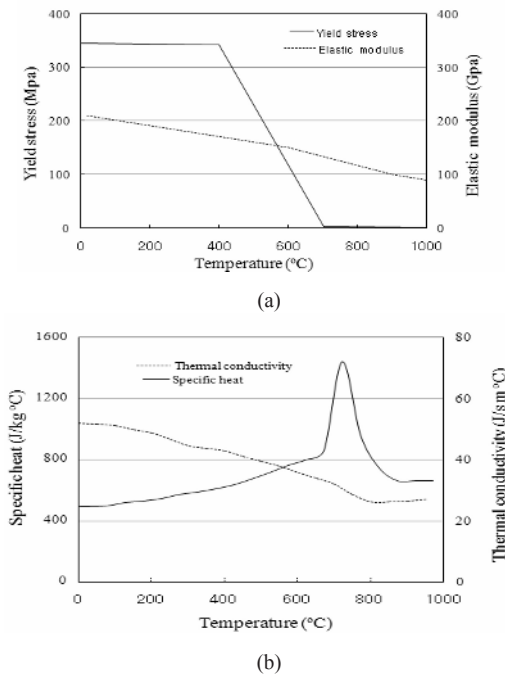 400
300
200
100
0
Yield stress (Mpa)
Yield stress
Elastic modulus
400
300
200
100
0
Elastic modulus (Gpa)
0 200 400 600 800 1000
Temperature (°C)
(a)
1600
1200
800
400
0
Specific heat (J/kg °C)
Thermal conductivity
Specific heat
80
60
40
20
0
Thermal conductivity (J/s m °C)
0 200 400 600 800 1000
Temperature (°C)
(b)